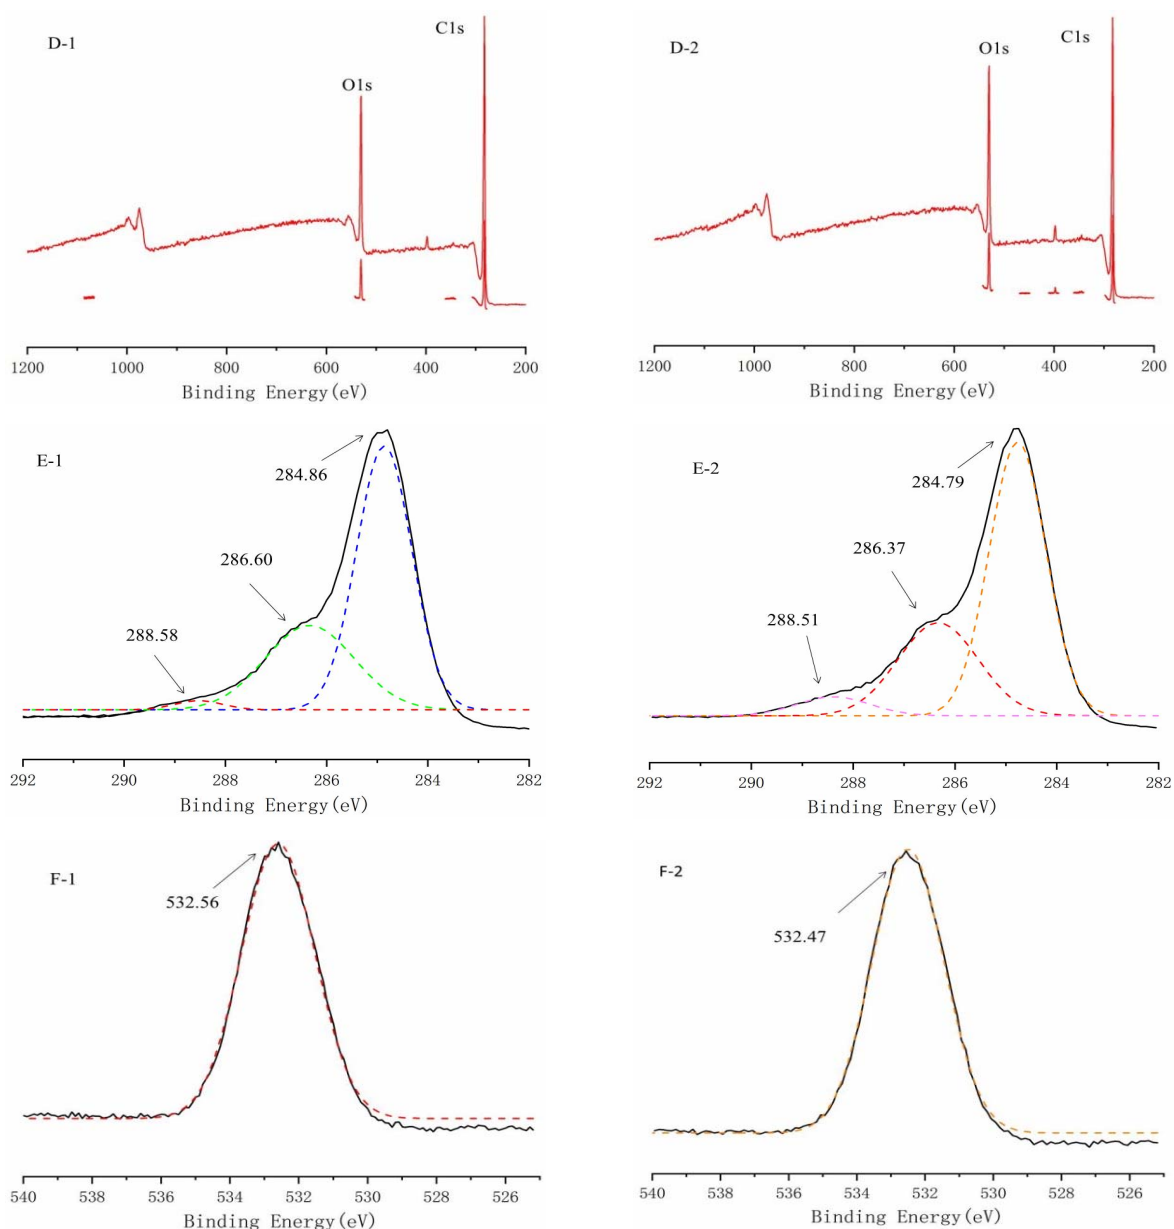 D-1
C1s
O1s
1200 1000 800 600 400 200
Binding Energy(eV)
D-2
C1s
O1s
1200 1000 800 600 400 200
Binding Energy(eV)
E-1
284.86
286.60
288.58
292 290 288 286 284 282
Binding Energy(eV)
E-2
284.79
286.37
288.51
292 290 288 286 284 282
Binding Energy(eV)
F-1
532.56
540 538 536 534 532 530 528 526
Binding Energy(eV)
F-2
532.47
540 538 536 534 532 530 528 526
Binding Energy(eV)